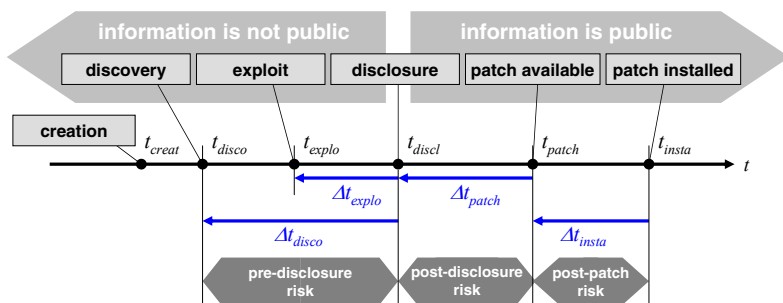 information is not public
information is public
discovery
exploit
disclosure
patch available
patch installed
creation
t_creat
t_disco
t_explo
t_discl
t_patch
t_insta
t
Δt_explo
Δt_patch
Δt_disco
Δt_insta
pre-disclosure
risk
post-disclosure
risk
post-patch
risk